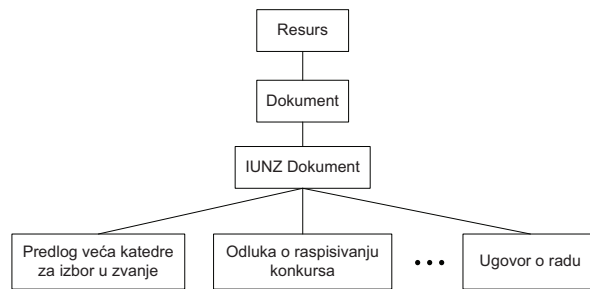 Resurs
Dokument
IUNZ Dokument
Predlog veća katedre
za izbor u zvanje
Odluka o raspisivanju
konkursa
• • •
Ugovor o radu